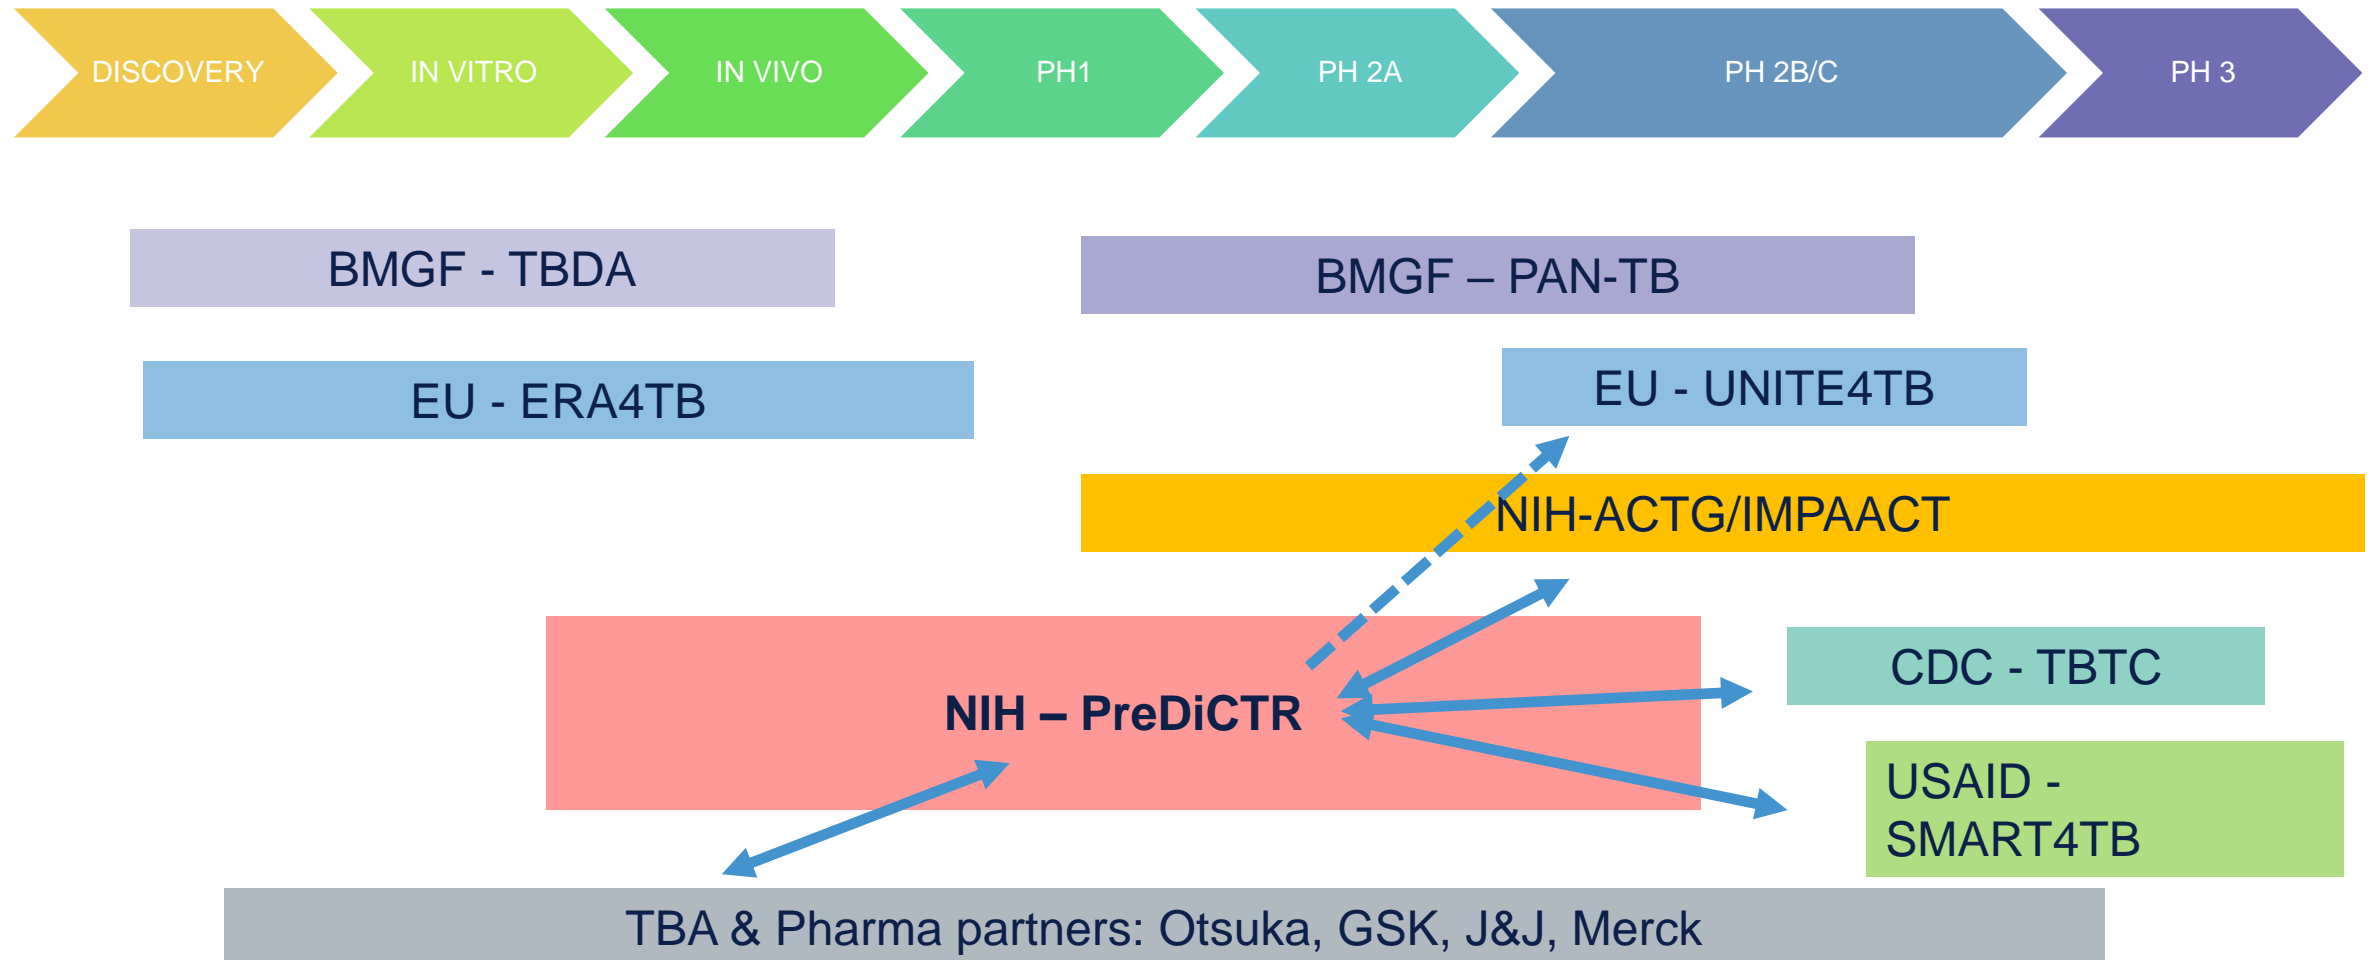 DISCOVERY
IN VITRO
IN VIVO
PH1
PH 2A
PH 2B/C
PH 3
BMGF - TBDA
BMGF – PAN-TB
EU - ERA4TB
EU - UNITE4TB
NIH-ACTG/IMPAACT
NIH – PreDiCTR
CDC - TBTC
USAID -
SMART4TB
TBA & Pharma partners: Otsuka, GSK, J&J, Merck